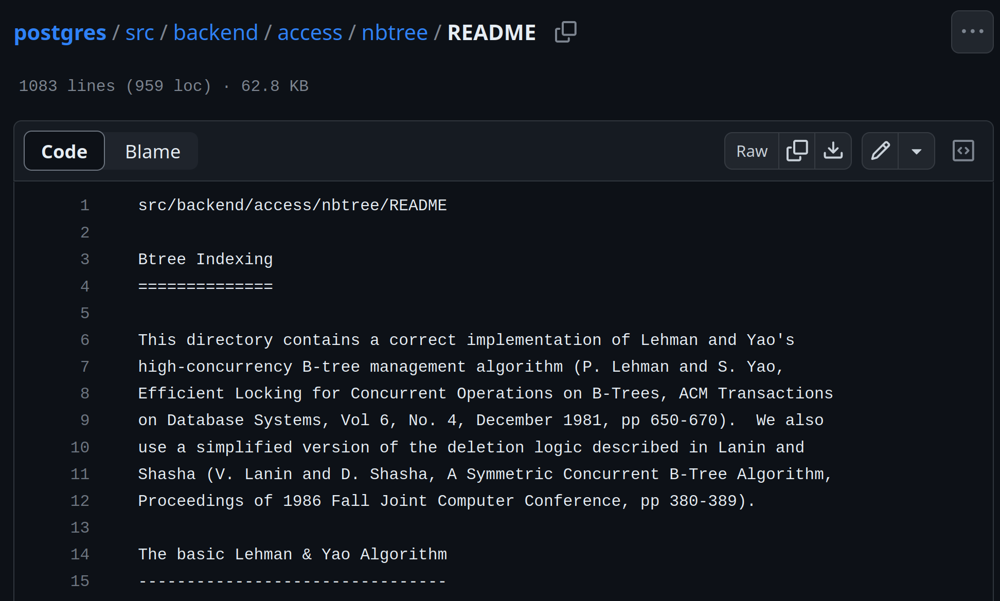 postgres / src / backend / access / nbtree / README
1083 lines (959 loc) · 62.8 KB
Code Blame Raw
1 src/backend/access/nbtree/README
2
3 Btree Indexing
4 ==============
5
6 This directory contains a correct implementation of Lehman and Yao's
7 high-concurrency B-tree management algorithm (P. Lehman and S. Yao,
8 Efficient Locking for Concurrent Operations on B-Trees, ACM Transactions
9 on Database Systems, Vol 6, No. 4, December 1981, pp 650-670).  We also
10 use a simplified version of the deletion logic described in Lanin and
11 Shasha (V. Lanin and D. Shasha, A Symmetric Concurrent B-Tree Algorithm,
12 Proceedings of 1986 Fall Joint Computer Conference, pp 380-389).
13
14 The basic Lehman & Yao Algorithm
15 --------------------------------